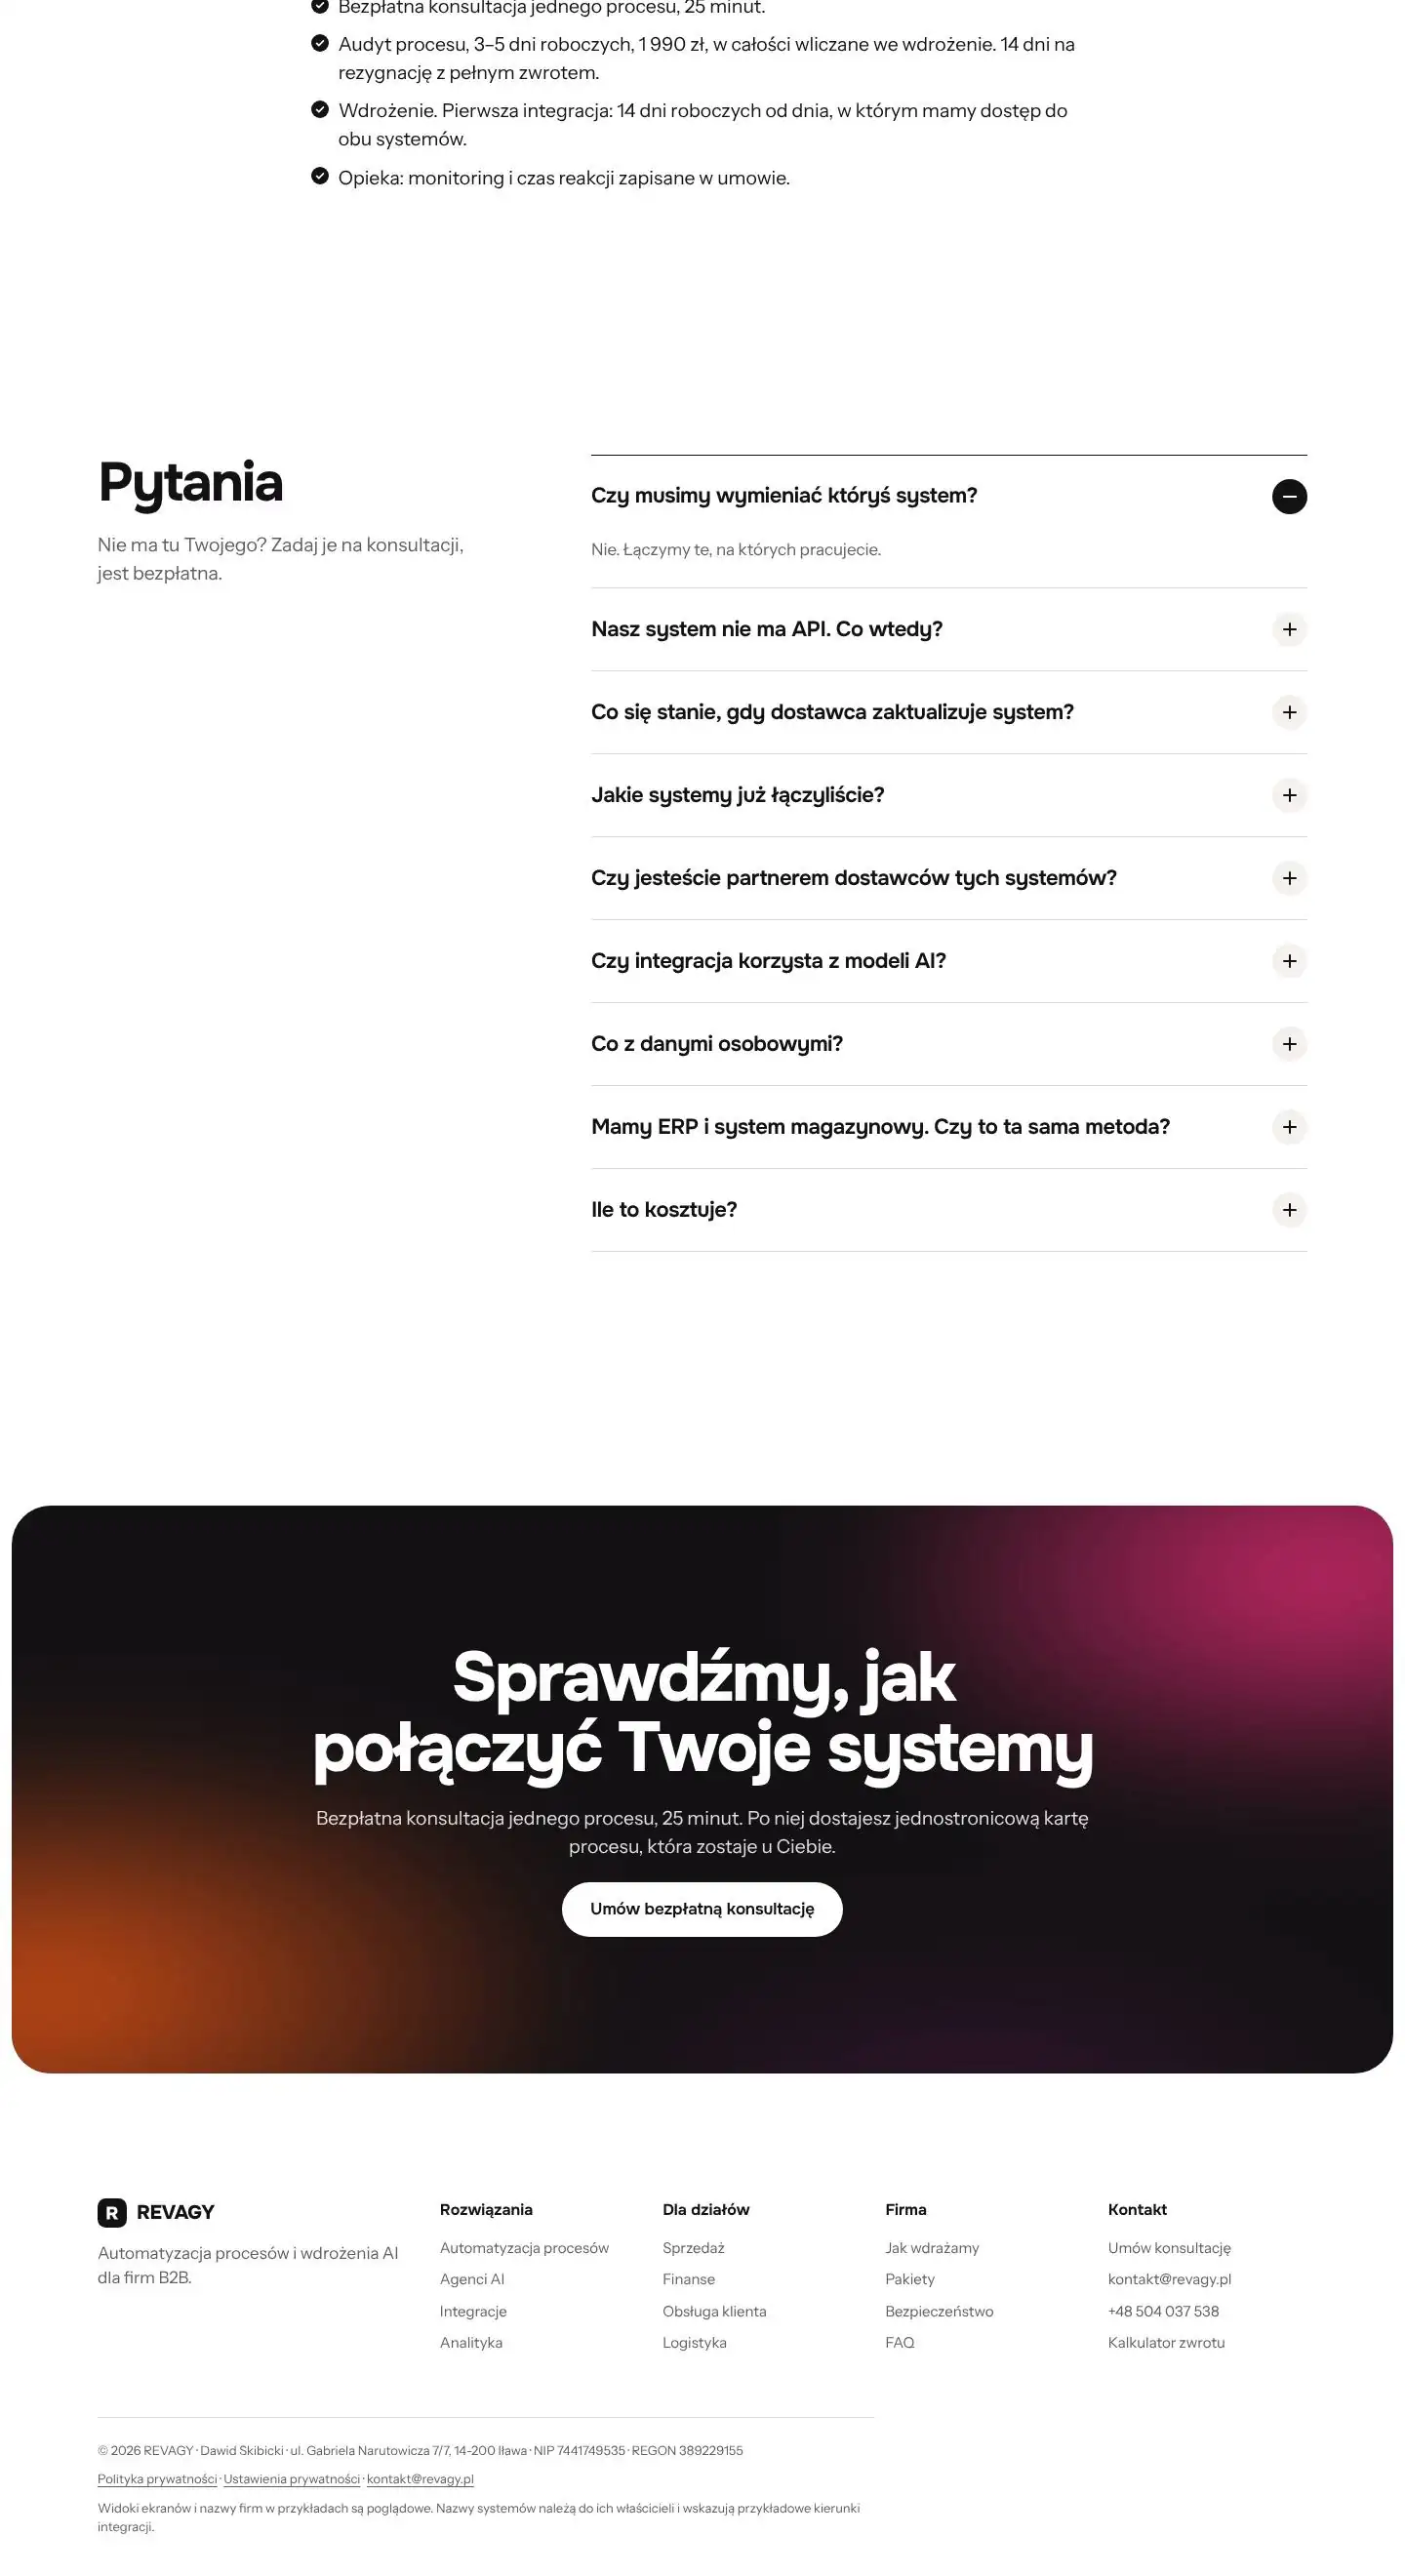 Bezpłatna konsultacja jednego procesu, 25 minut.
Audyt procesu, 3–5 dni roboczych, 1 990 zł, w całości wliczane we wdrożenie. 14 dni na
rezygnację z pełnym zwrotem.
Wdrożenie. Pierwsza integracja: 14 dni roboczych od dnia, w którym mamy dostęp do
obu systemów.
Opieka: monitoring i czas reakcji zapisane w umowie.
Pytania
Nie ma tu Twojego? Zadaj je na konsultacji,
jest bezpłatna.
Czy musimy wymieniać któryś system?
Nie. Łączymy te, na których pracujecie.
Nasz system nie ma API. Co wtedy?
Co się stanie, gdy dostawca zaktualizuje system?
Jakie systemy już łączyliście?
Czy jesteście partnerem dostawców tych systemów?
Czy integracja korzysta z modeli AI?
Co z danymi osobowymi?
Mamy ERP i system magazynowy. Czy to ta sama metoda?
Ile to kosztuje?
Sprawdźmy, jak
połączyć Twoje systemy
Bezpłatna konsultacja jednego procesu, 25 minut. Po niej dostajesz jednostronicową kartę
procesu, która zostaje u Ciebie.
Umów bezpłatną konsultację
R REVAGY
Automatyzacja procesów i wdrożenia AI
dla firm B2B.
Rozwiązania
Automatyzacja procesów
Agenci AI
Integracje
Analityka
Dla działów
Sprzedaż
Finanse
Obsługa klienta
Logistyka
Firma
Jak wdrażamy
Pakiety
Bezpieczeństwo
FAQ
Kontakt
Umów konsultację
kontakt@revagy.pl
+48 504 037 538
Kalkulator zwrotu
© 2026 REVAGY · Dawid Skibicki · ul. Gabriela Narutowicza 7/7, 14-200 Iława · NIP 7441749535 · REGON 389229155
Polityka prywatności · Ustawienia prywatności · kontakt@revagy.pl
Widoki ekranów i nazwy firm w przykładach są poglądowe. Nazwy systemów należą do ich właścicieli i wskazują przykładowe kierunki
integracji.